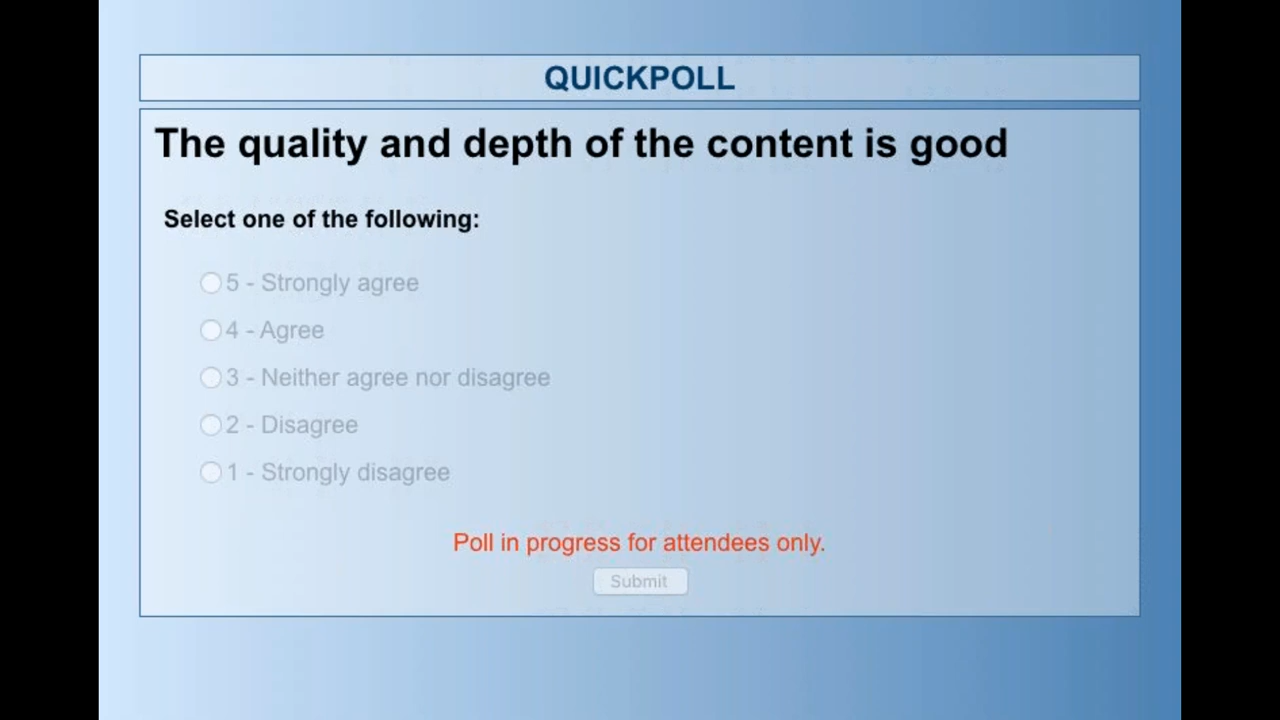 QUICKPOLL
The quality and depth of the content is good
Select one of the following:
5 - Strongly agree
4 - Agree
3 - Neither agree nor disagree
2 - Disagree
1 - Strongly disagree
Poll in progress for attendees only.
Submit